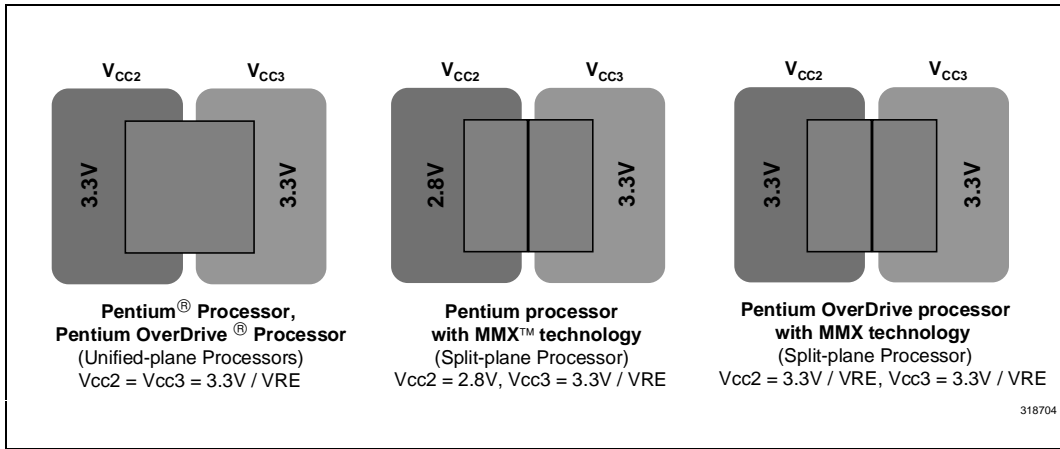 VCC2 VCC3
3.3V 3.3V
Pentium® Processor,
Pentium OverDrive ® Processor
(Unified-plane Processors)
Vcc2 = Vcc3 = 3.3V / VRE
VCC2 VCC3
2.8V 3.3V
Pentium processor
with MMX™ technology
(Split-plane Processor)
Vcc2 = 2.8V, Vcc3 = 3.3V / VRE
VCC2 VCC3
3.3V 3.3V
Pentium OverDrive processor
with MMX technology
(Split-plane Processor)
Vcc2 = 3.3V / VRE, Vcc3 = 3.3V / VRE
318704